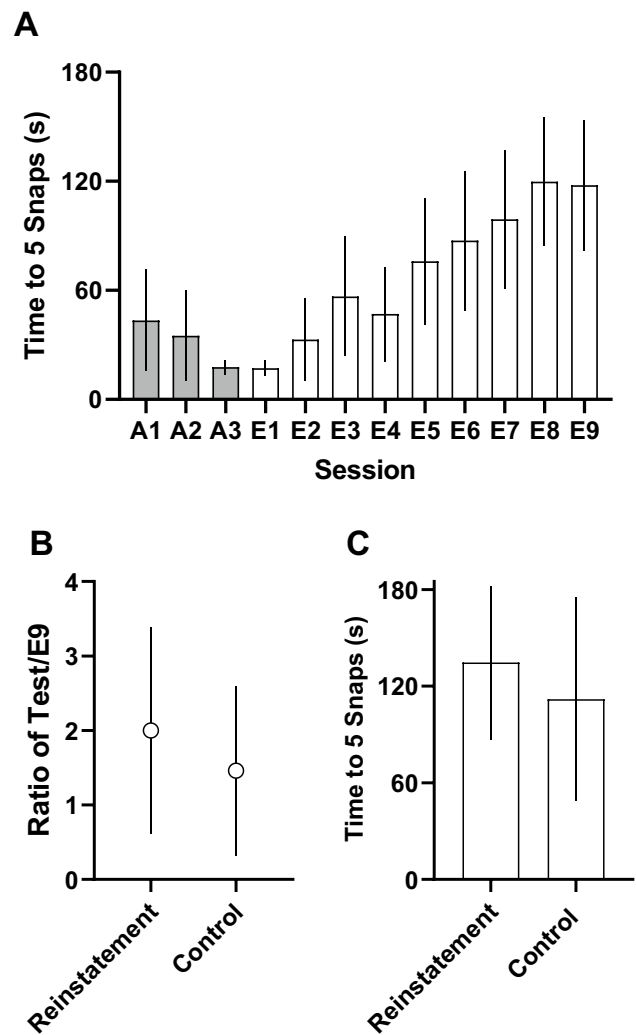 A
Time to 5 Snaps (s)
180
120
60
0
A1 A2 A3 E1 E2 E3 E4 E5 E6 E7 E8 E9
Session
B
Ratio of Test/E9
4
3
2
1
0
Reinstatement
Control
C
Time to 5 Snaps (s)
180
120
60
0
Reinstatement
Control